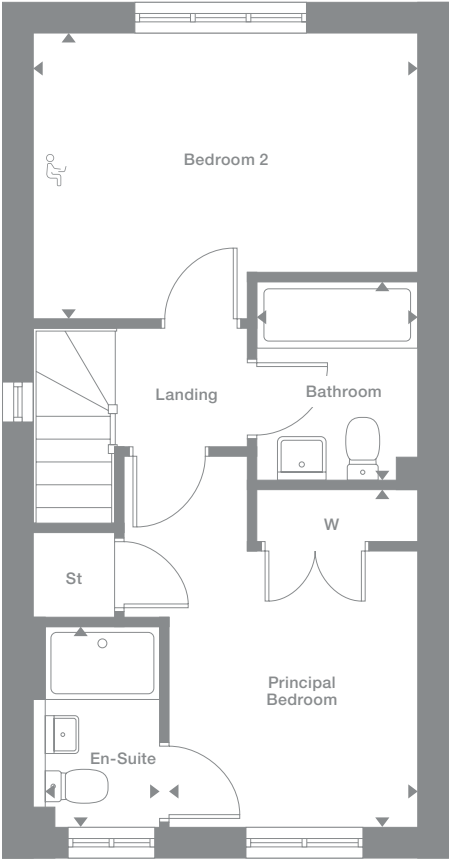 Bedroom 2
Landing
Bathroom
W
St
Principal
Bedroom
En-Suite